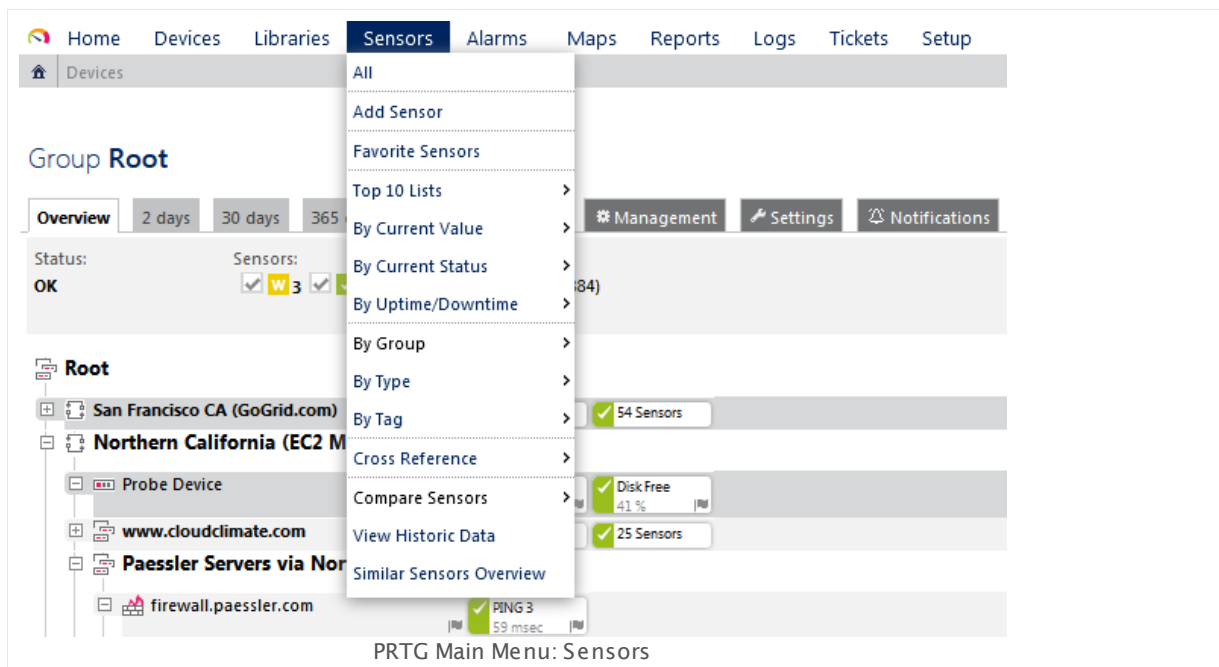 Home Devices Libraries Sensors Alarms Maps Reports Logs Tickets Setup
Devices
All
Add Sensor
Favorite Sensors
Top 10 Lists
By Current Value
By Current Status
By Uptime/Downtime
By Group
By Type
By Tag
Cross Reference
Compare Sensors
View Historic Data
Similar Sensors Overview
Group Root
Overview 2 days 30 days 365 Management Settings Notifications
Status: Sensors:
OK W 3 384)
Root
San Francisco CA (GoGrid.com) 54 Sensors
Northern California (EC2 M
Probe Device Disk Free
41 %
www.cloudclimate.com 25 Sensors
Paessler Servers via Nor
firewall.paessler.com PING 3
59 msec
PRTG Main Menu: Sensors